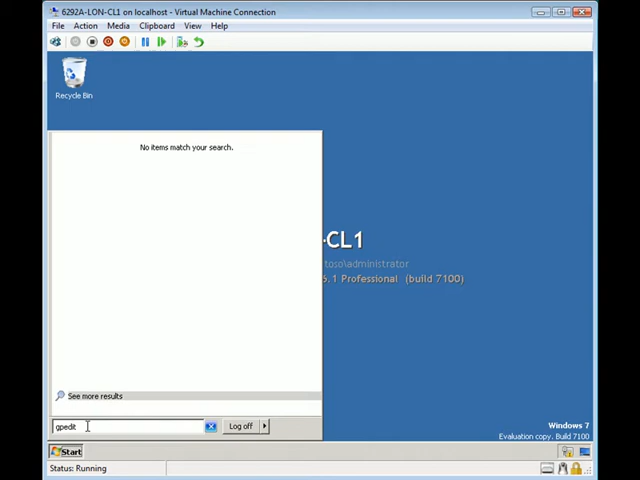 6292A-LON-CL1 on localhost - Virtual Machine Connection
File Action Media Clipboard View Help
Recycle Bin
No items match your search.
-CL1
toso\administrator
6.1 Professional (build 7100)
See more results
gpedit
Log off
Windows 7
Evaluation copy. Build 7100
Start
Status: Running